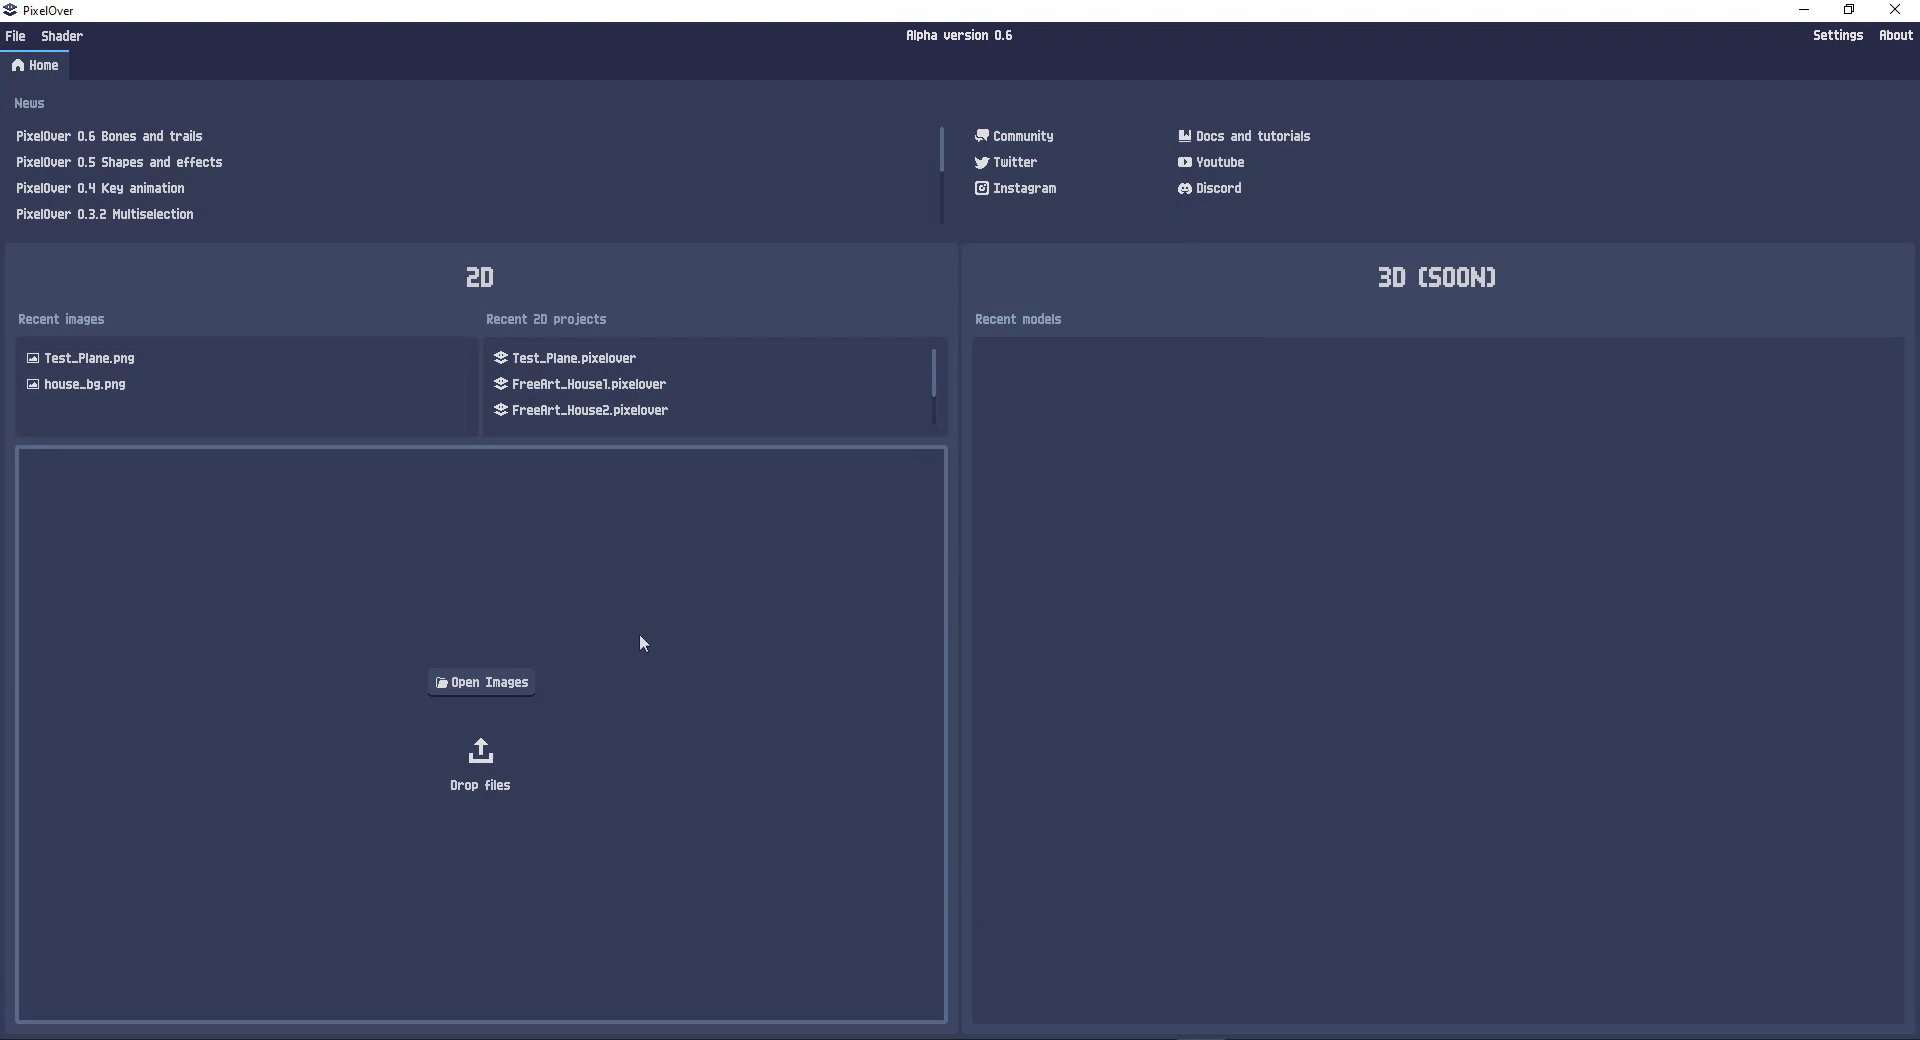 PixelOver
File Shader Alpha version 0.6 Settings About
Home
News
PixelOver 0.6 Bones and trails
PixelOver 0.5 Shapes and effects
PixelOver 0.4 Key animation
PixelOver 0.3.2 Multiselection
Community
Twitter
Instagram
Docs and tutorials
Youtube
Discord
2D
Recent images
Test_Plane.png
house_bg.png
Recent 2D projects
Test_Plane.pixelover
FreeArt_House1.pixelover
FreeArt_House2.pixelover
Open Images
Drop files
3D (SOON)
Recent models